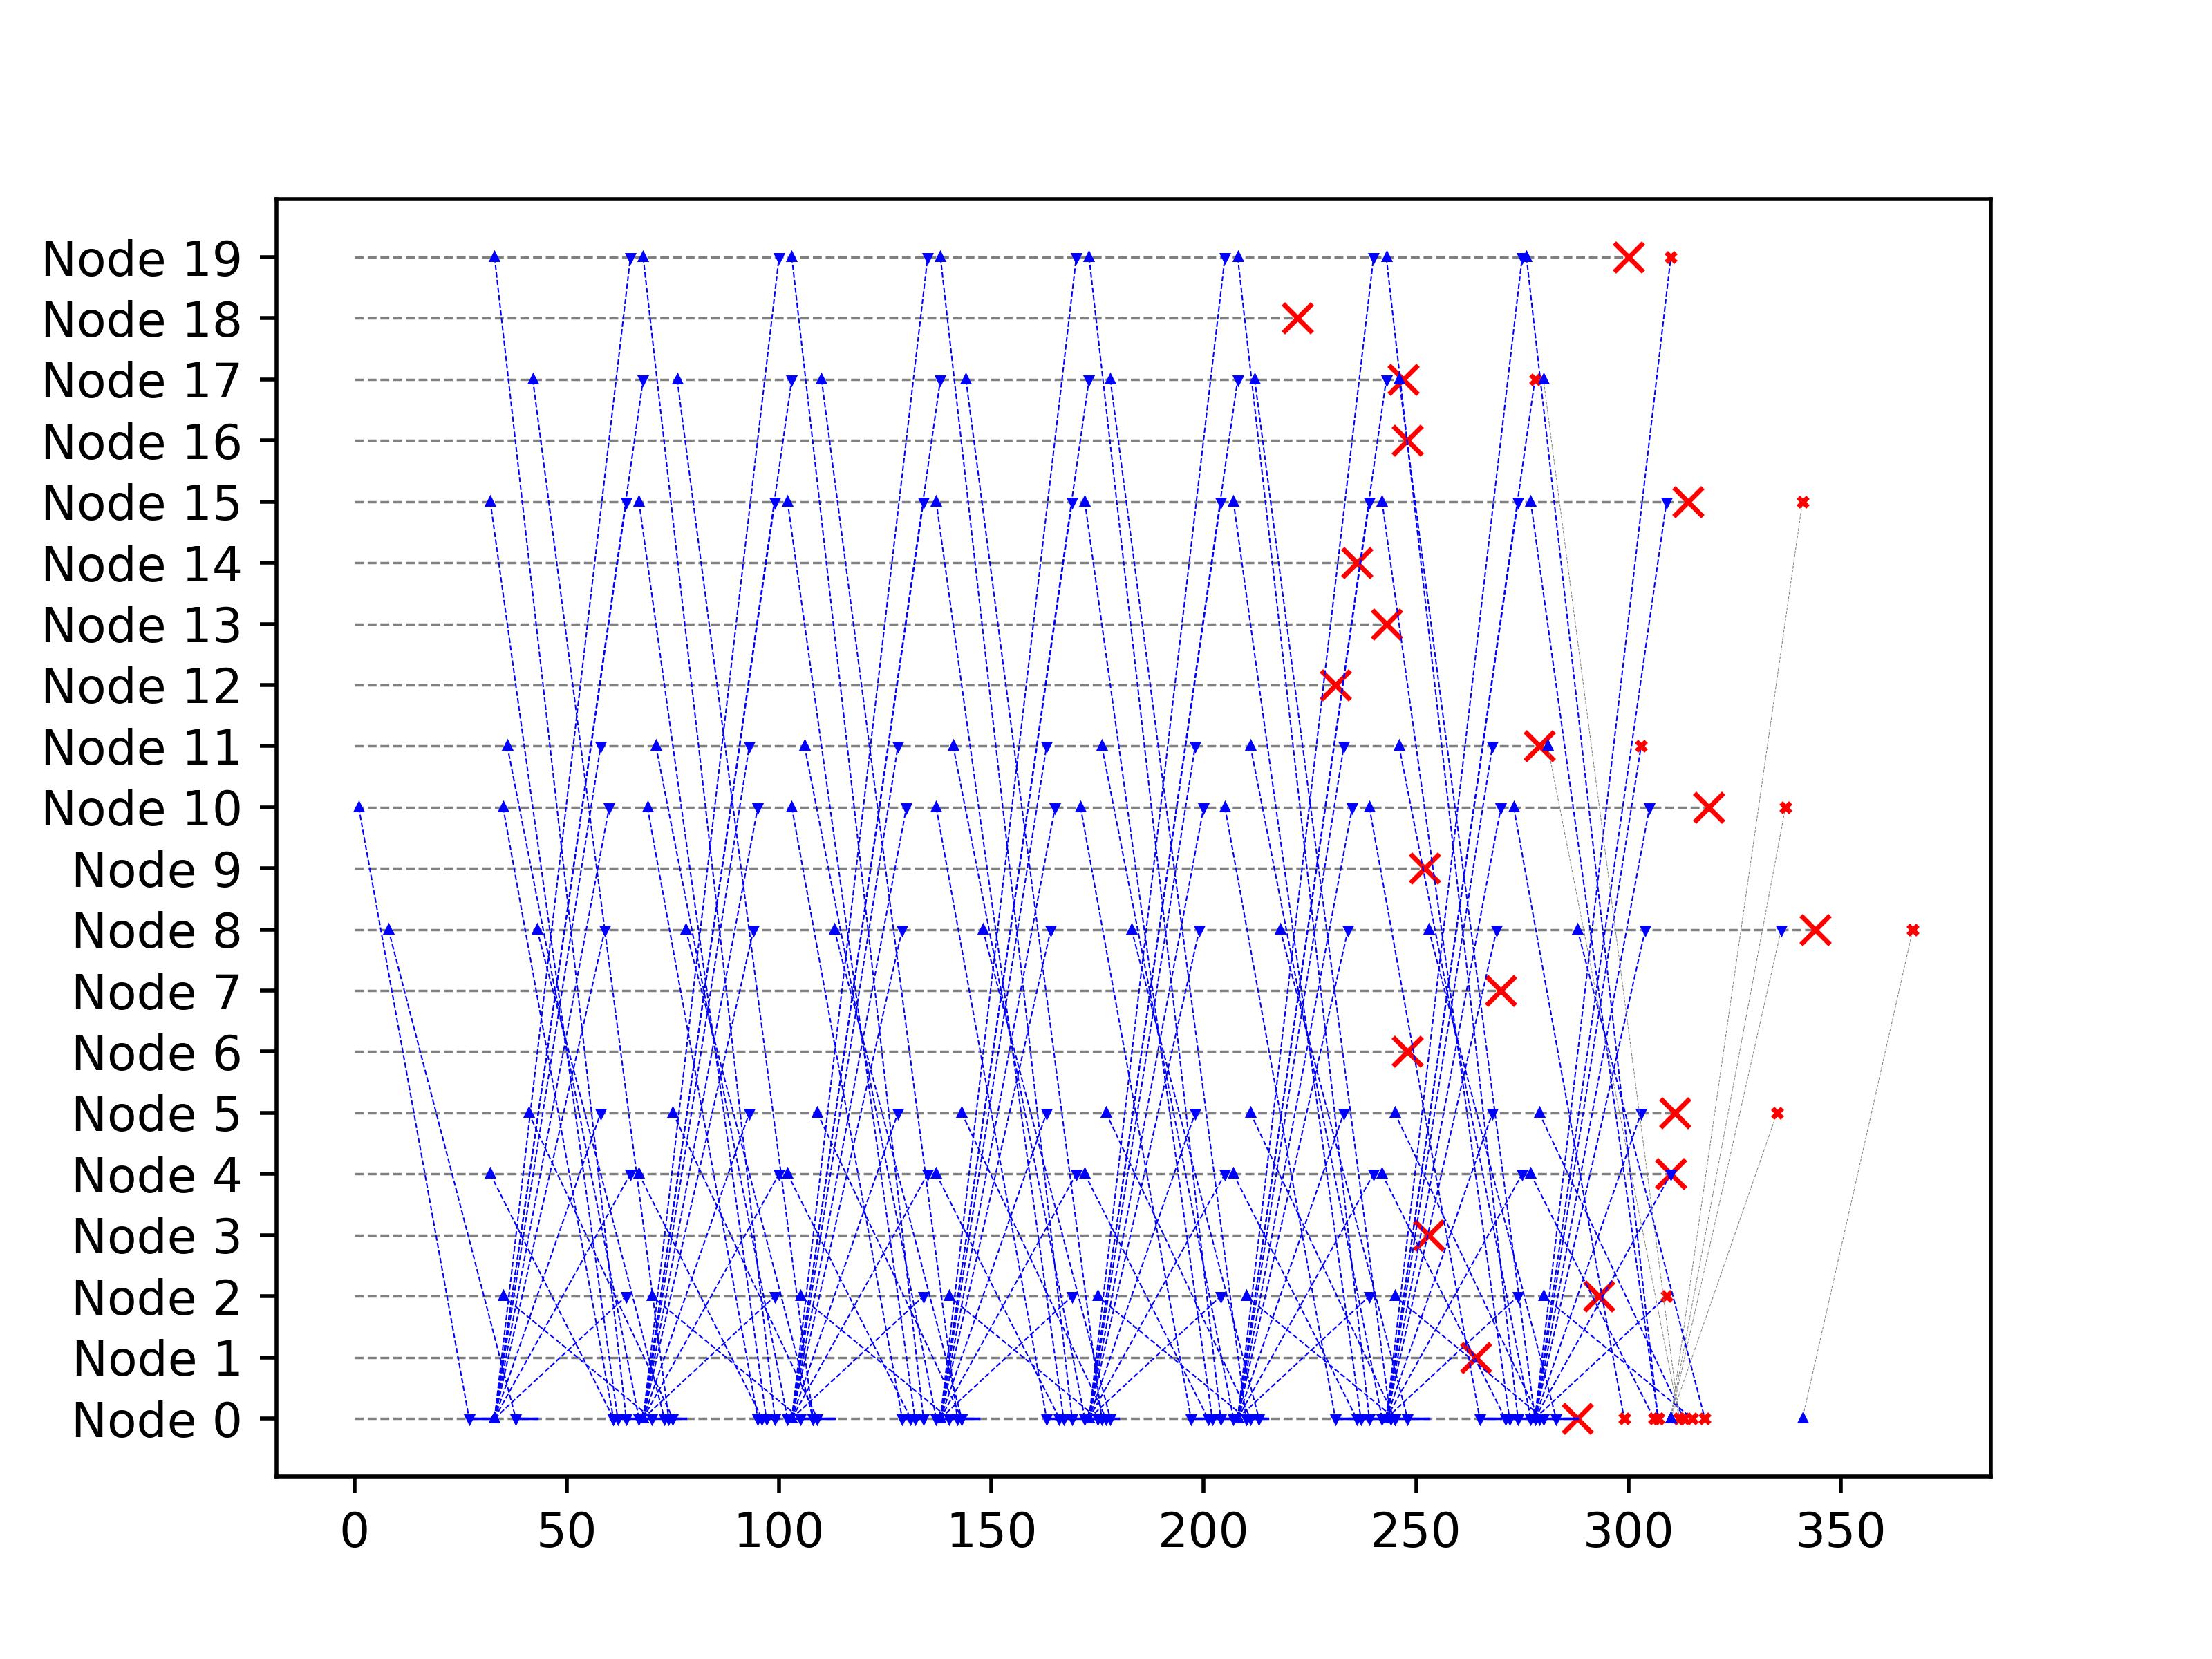 Node 19
Node 18
Node 17
Node 16
Node 15
Node 14
Node 13
Node 12
Node 11
Node 10
Node 9
Node 8
Node 7
Node 6
Node 5
Node 4
Node 3
Node 2
Node 1
Node 0
0 50 100 150 200 250 300 350